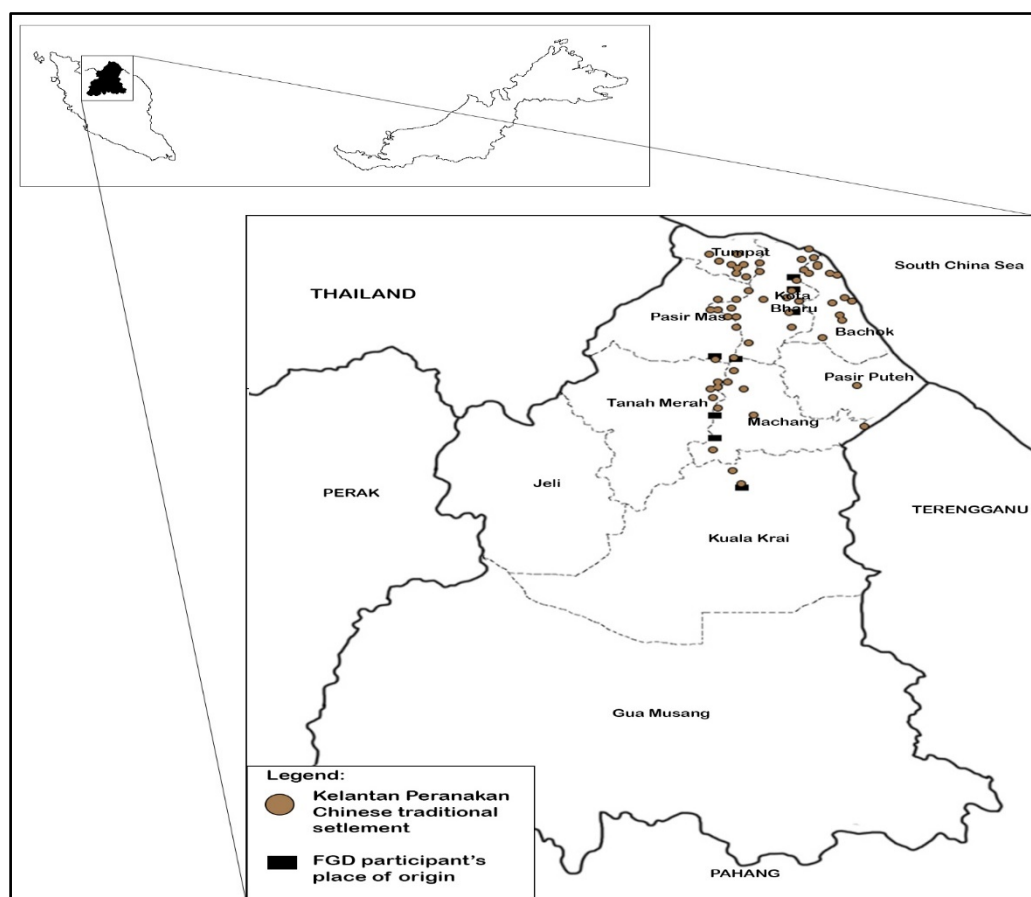 Tumpat
South China Sea
THAILAND
Kota
Bharu
Pasir Mas
Bachok
Pasir Puteh
Tanah Merah
Machang
Jeli
PERAK
TERENGGANU
Kuala Krai
Gua Musang
Legend:
Kelantan Peranakan
Chinese traditional
setlement
FGD participant's
place of origin
PAHANG